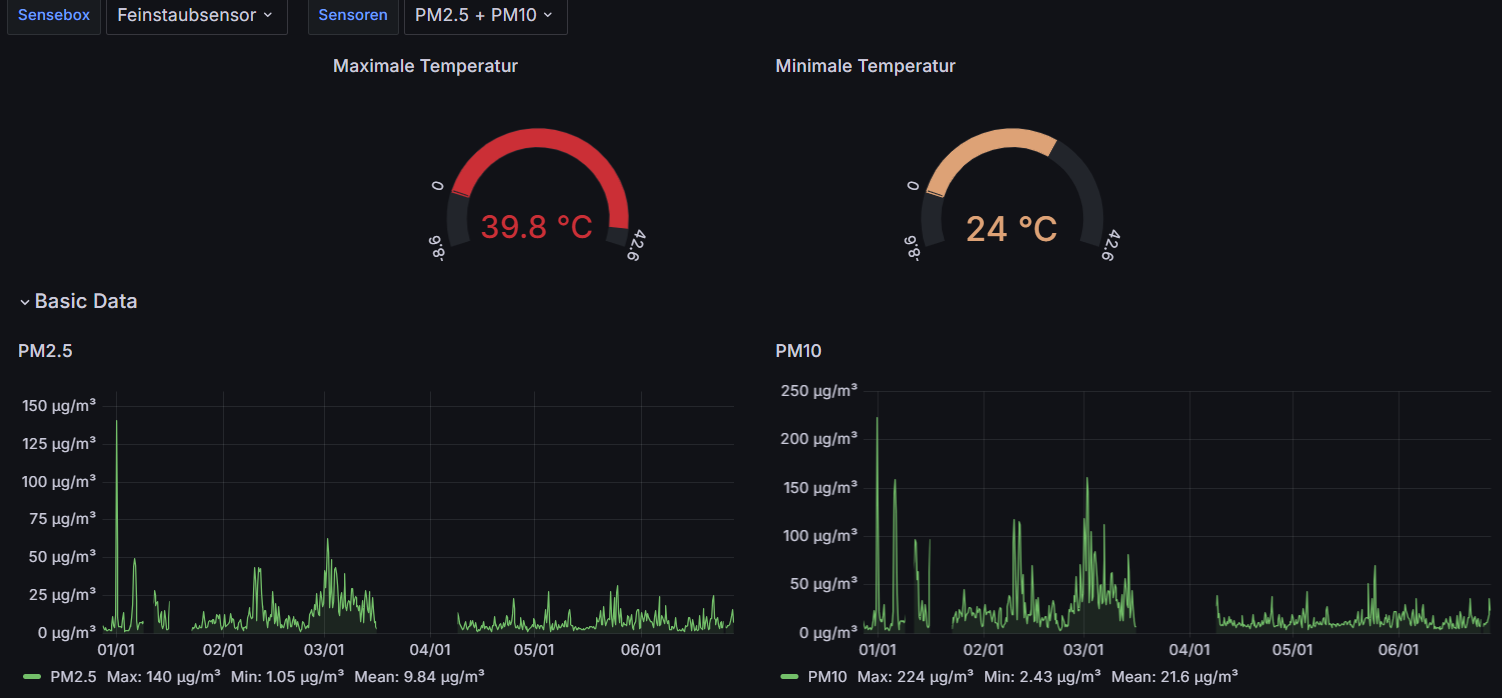 Sensebox Feinstaubsensor Sensoren PM2.5 + PM10
Maximale Temperatur Minimale Temperatur
0 0
39.8 °C 24 °C
-9.8 42.6 -9.8 42.6
Basic Data
PM2.5 PM10
150 µg/m³
125 µg/m³
100 µg/m³
75 µg/m³
50 µg/m³
25 µg/m³
0 µg/m³
01/01 02/01 03/01 04/01 05/01 06/01
PM2.5 Max: 140 µg/m³ Min: 1.05 µg/m³ Mean: 9.84 µg/m³
250 µg/m³
200 µg/m³
150 µg/m³
100 µg/m³
50 µg/m³
0 µg/m³
01/01 02/01 03/01 04/01 05/01 06/01
PM10 Max: 224 µg/m³ Min: 2.43 µg/m³ Mean: 21.6 µg/m³